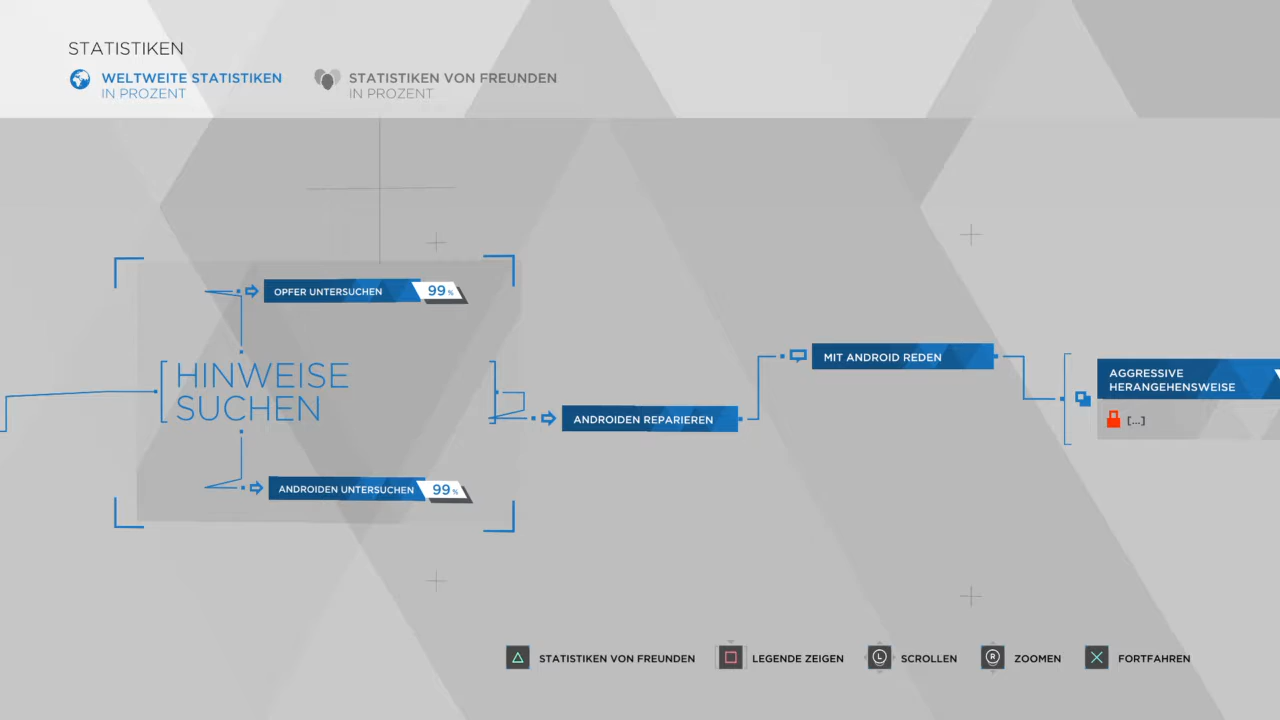 STATISTIKEN
WELTWEITE STATISTIKEN
IN PROZENT
STATISTIKEN VON FREUNDEN
IN PROZENT
OPFER UNTERSUCHEN 99 %
HINWEISE
SUCHEN
ANDROIDEN UNTERSUCHEN 99 %
ANDROIDEN REPARIEREN
MIT ANDROID REDEN
AGGRESSIVE
HERANGEHENSWEISE
[...]
STATISTIKEN VON FREUNDEN
LEGENDE ZEIGEN
L SCROLLEN
R ZOOMEN
FORTFAHREN